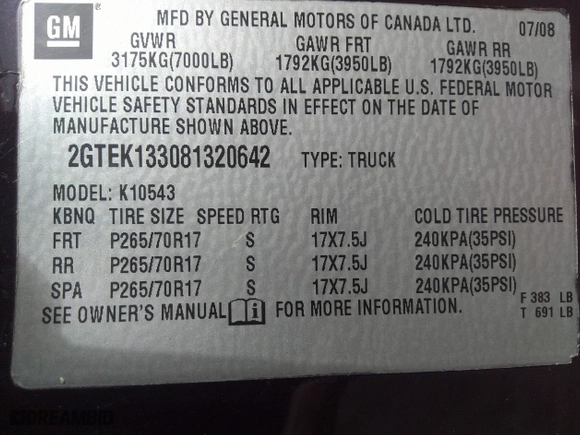 GM
MFD BY GENERAL MOTORS OF CANADA LTD. 07/08
GVWR GAWR FRT GAWR RR
3175KG(7000LB) 1792KG(3950LB) 1792KG(3950LB)
THIS VEHICLE CONFORMS TO ALL APPLICABLE U.S. FEDERAL MOTOR
VEHICLE SAFETY STANDARDS IN EFFECT ON THE DATE OF
MANUFACTURE SHOWN ABOVE.
2GTEK133081320642 TYPE: TRUCK
MODEL: K10543
KBNQ TIRE SIZE SPEED RTG RIM COLD TIRE PRESSURE
FRT P265/70R17 S 17X7.5J 240KPA(35PSI)
RR P265/70R17 S 17X7.5J 240KPA(35PSI)
SPA P265/70R17 S 17X7.5J 240KPA(35PSI)
SEE OWNER'S MANUAL i FOR MORE INFORMATION.
F 383 LB
T 691 LB
DREAMBID